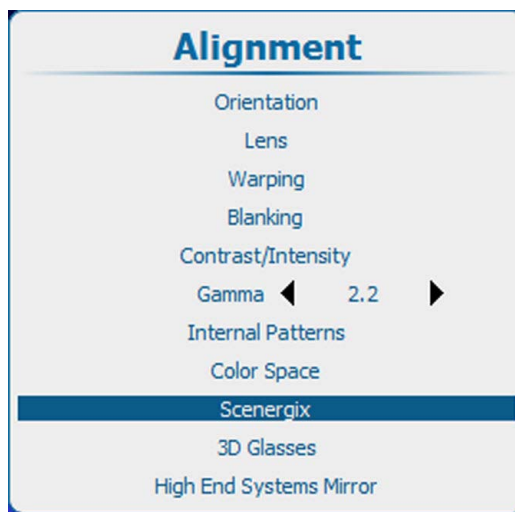 Alignment
Orientation
Lens
Warping
Blanking
Contrast/Intensity
Gamma 2.2
Internal Patterns
Color Space
Scenergix
3D Glasses
High End Systems Mirror